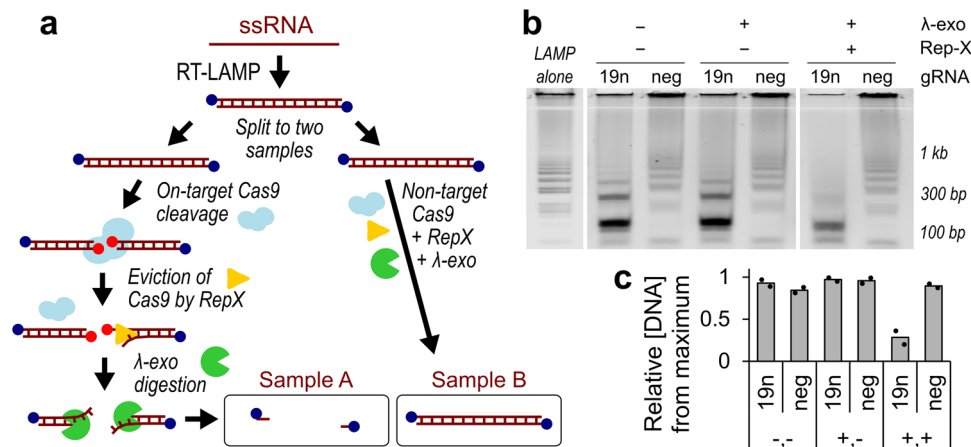 a
ssRNA
RT-LAMP
Split to two
samples
On-target Cas9
cleavage
Non-target
Cas9
+ RepX
+ λ-exo
Eviction of
Cas9 by RepX
λ-exo
digestion
Sample A
Sample B
b
– + + λ-exo
– – + Rep-X
LAMP
alone
19n neg 19n neg 19n neg gRNA
1 kb
300 bp
100 bp
c
Relative [DNA]
from maximum
1
0.5
0
19n neg 19n neg 19n neg
-,- +,- +,+